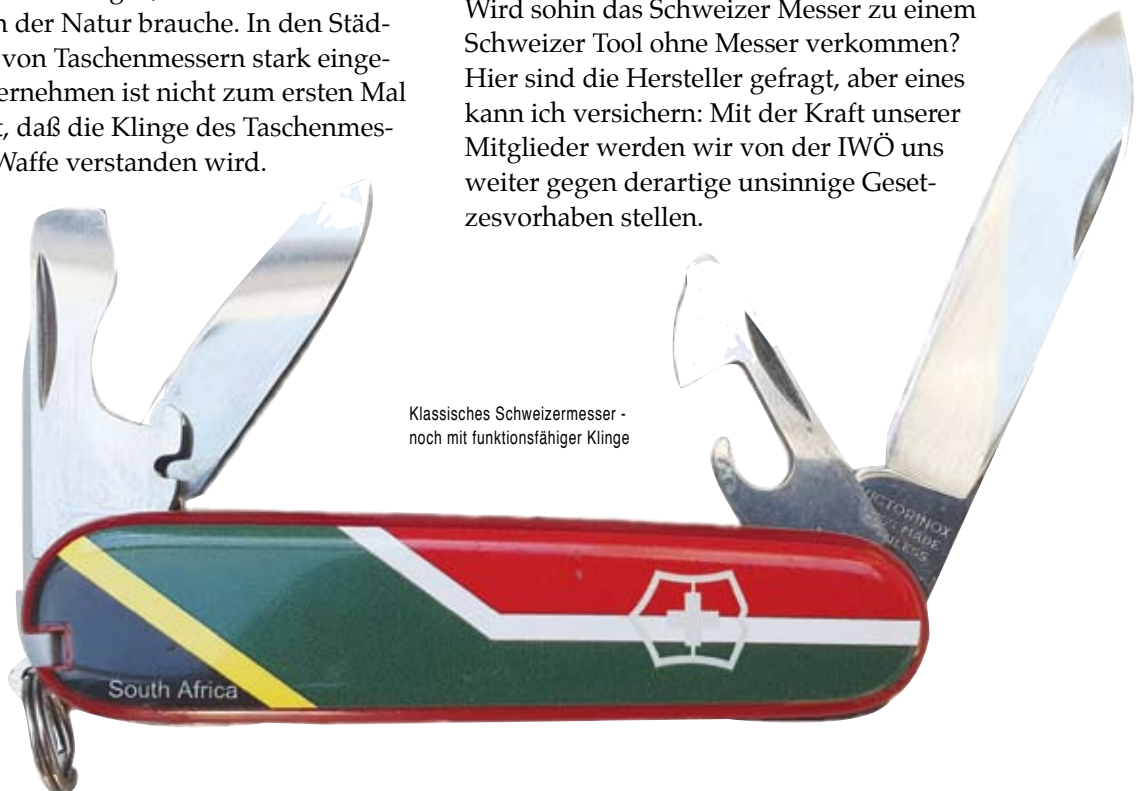 n der Natur brauche. In den Städ-
von Taschenmessern stark einge-
ernehmen ist nicht zum ersten Mal
t, daß die Klinge des Taschenmes-
Waffe verstanden wird.
Wird sohin das Schweizer Messer zu einem
Schweizer Tool ohne Messer verkommen?
Hier sind die Hersteller gefragt, aber eines
kann ich versichern: Mit der Kraft unserer
Mitglieder werden wir von der IWÖ uns
weiter gegen derartige unsinnige Geset-
zesvorhaben stellen.
Klassisches Schweizermesser -
noch mit funktionsfähiger Klinge
VICTORINOX
MADE
South Africa